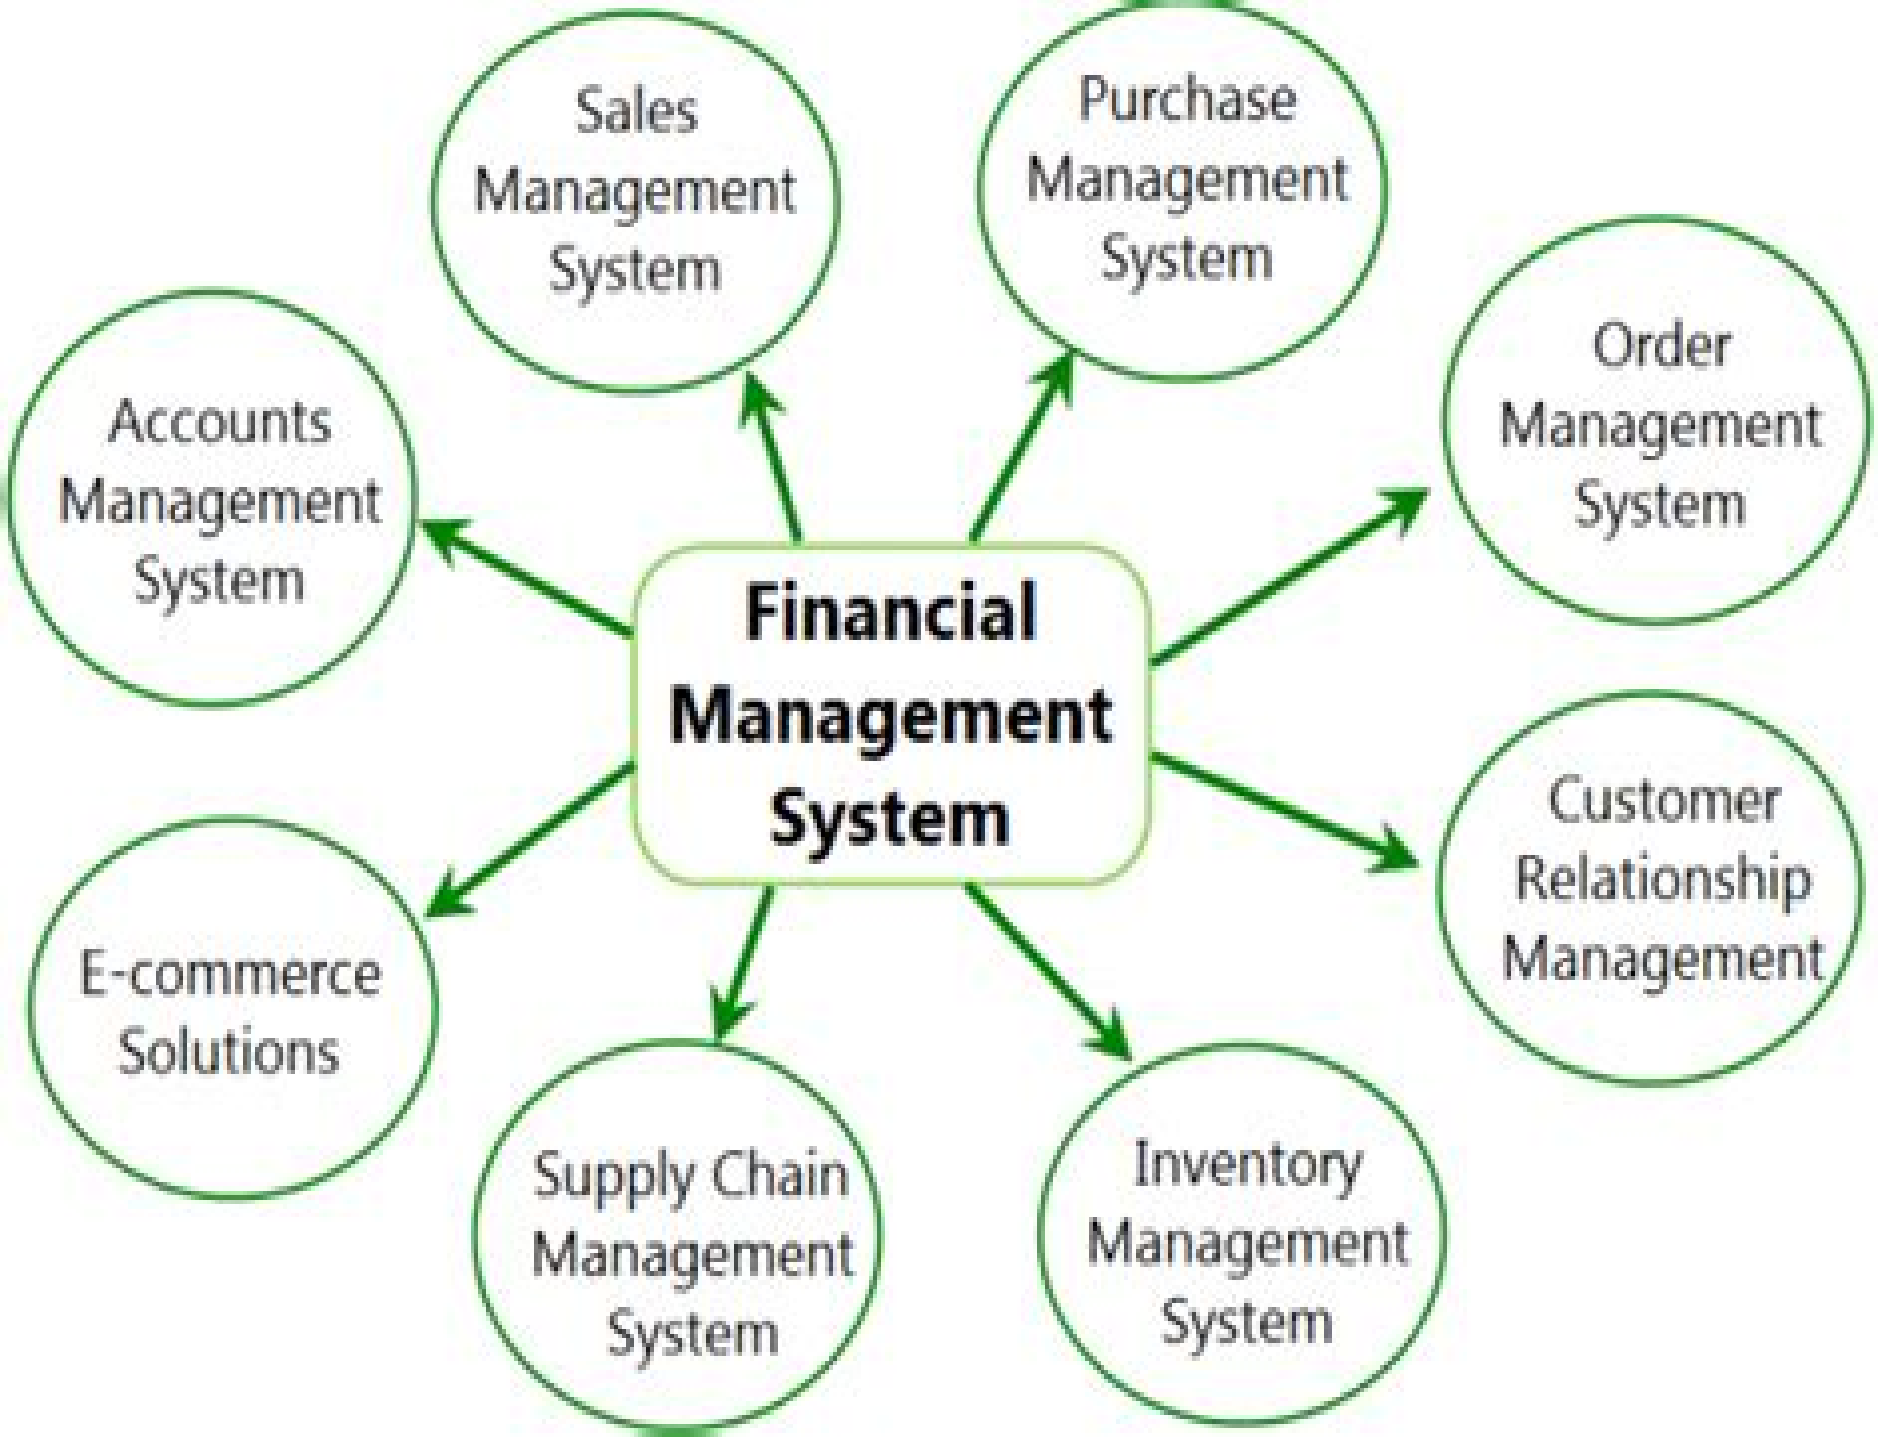 Sales
Management
System
Purchase
Management
System
Order
Management
System
Accounts
Management
System
Financial
Management
System
Customer
Relationship
Management
E-commerce
Solutions
Supply Chain
Management
System
Inventory
Management
System